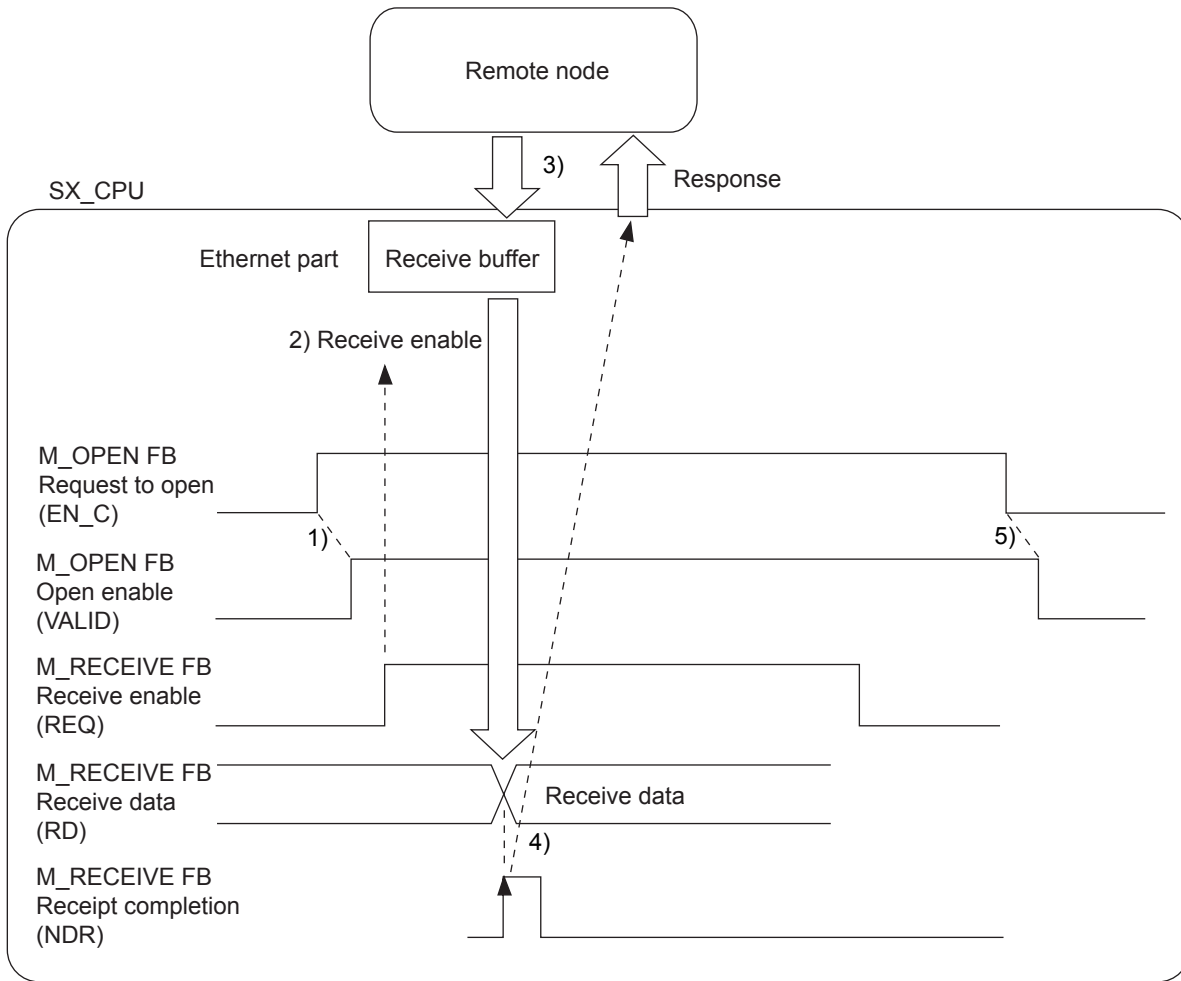 Remote node
3)
Response
SX_CPU
Ethernet part
Receive buffer
2) Receive enable
M_OPEN FB
Request to open
(EN_C)
1)
5)
M_OPEN FB
Open enable
(VALID)
M_RECEIVE FB
Receive enable
(REQ)
M_RECEIVE FB
Receive data
(RD)
Receive data
4)
M_RECEIVE FB
Receipt completion
(NDR)